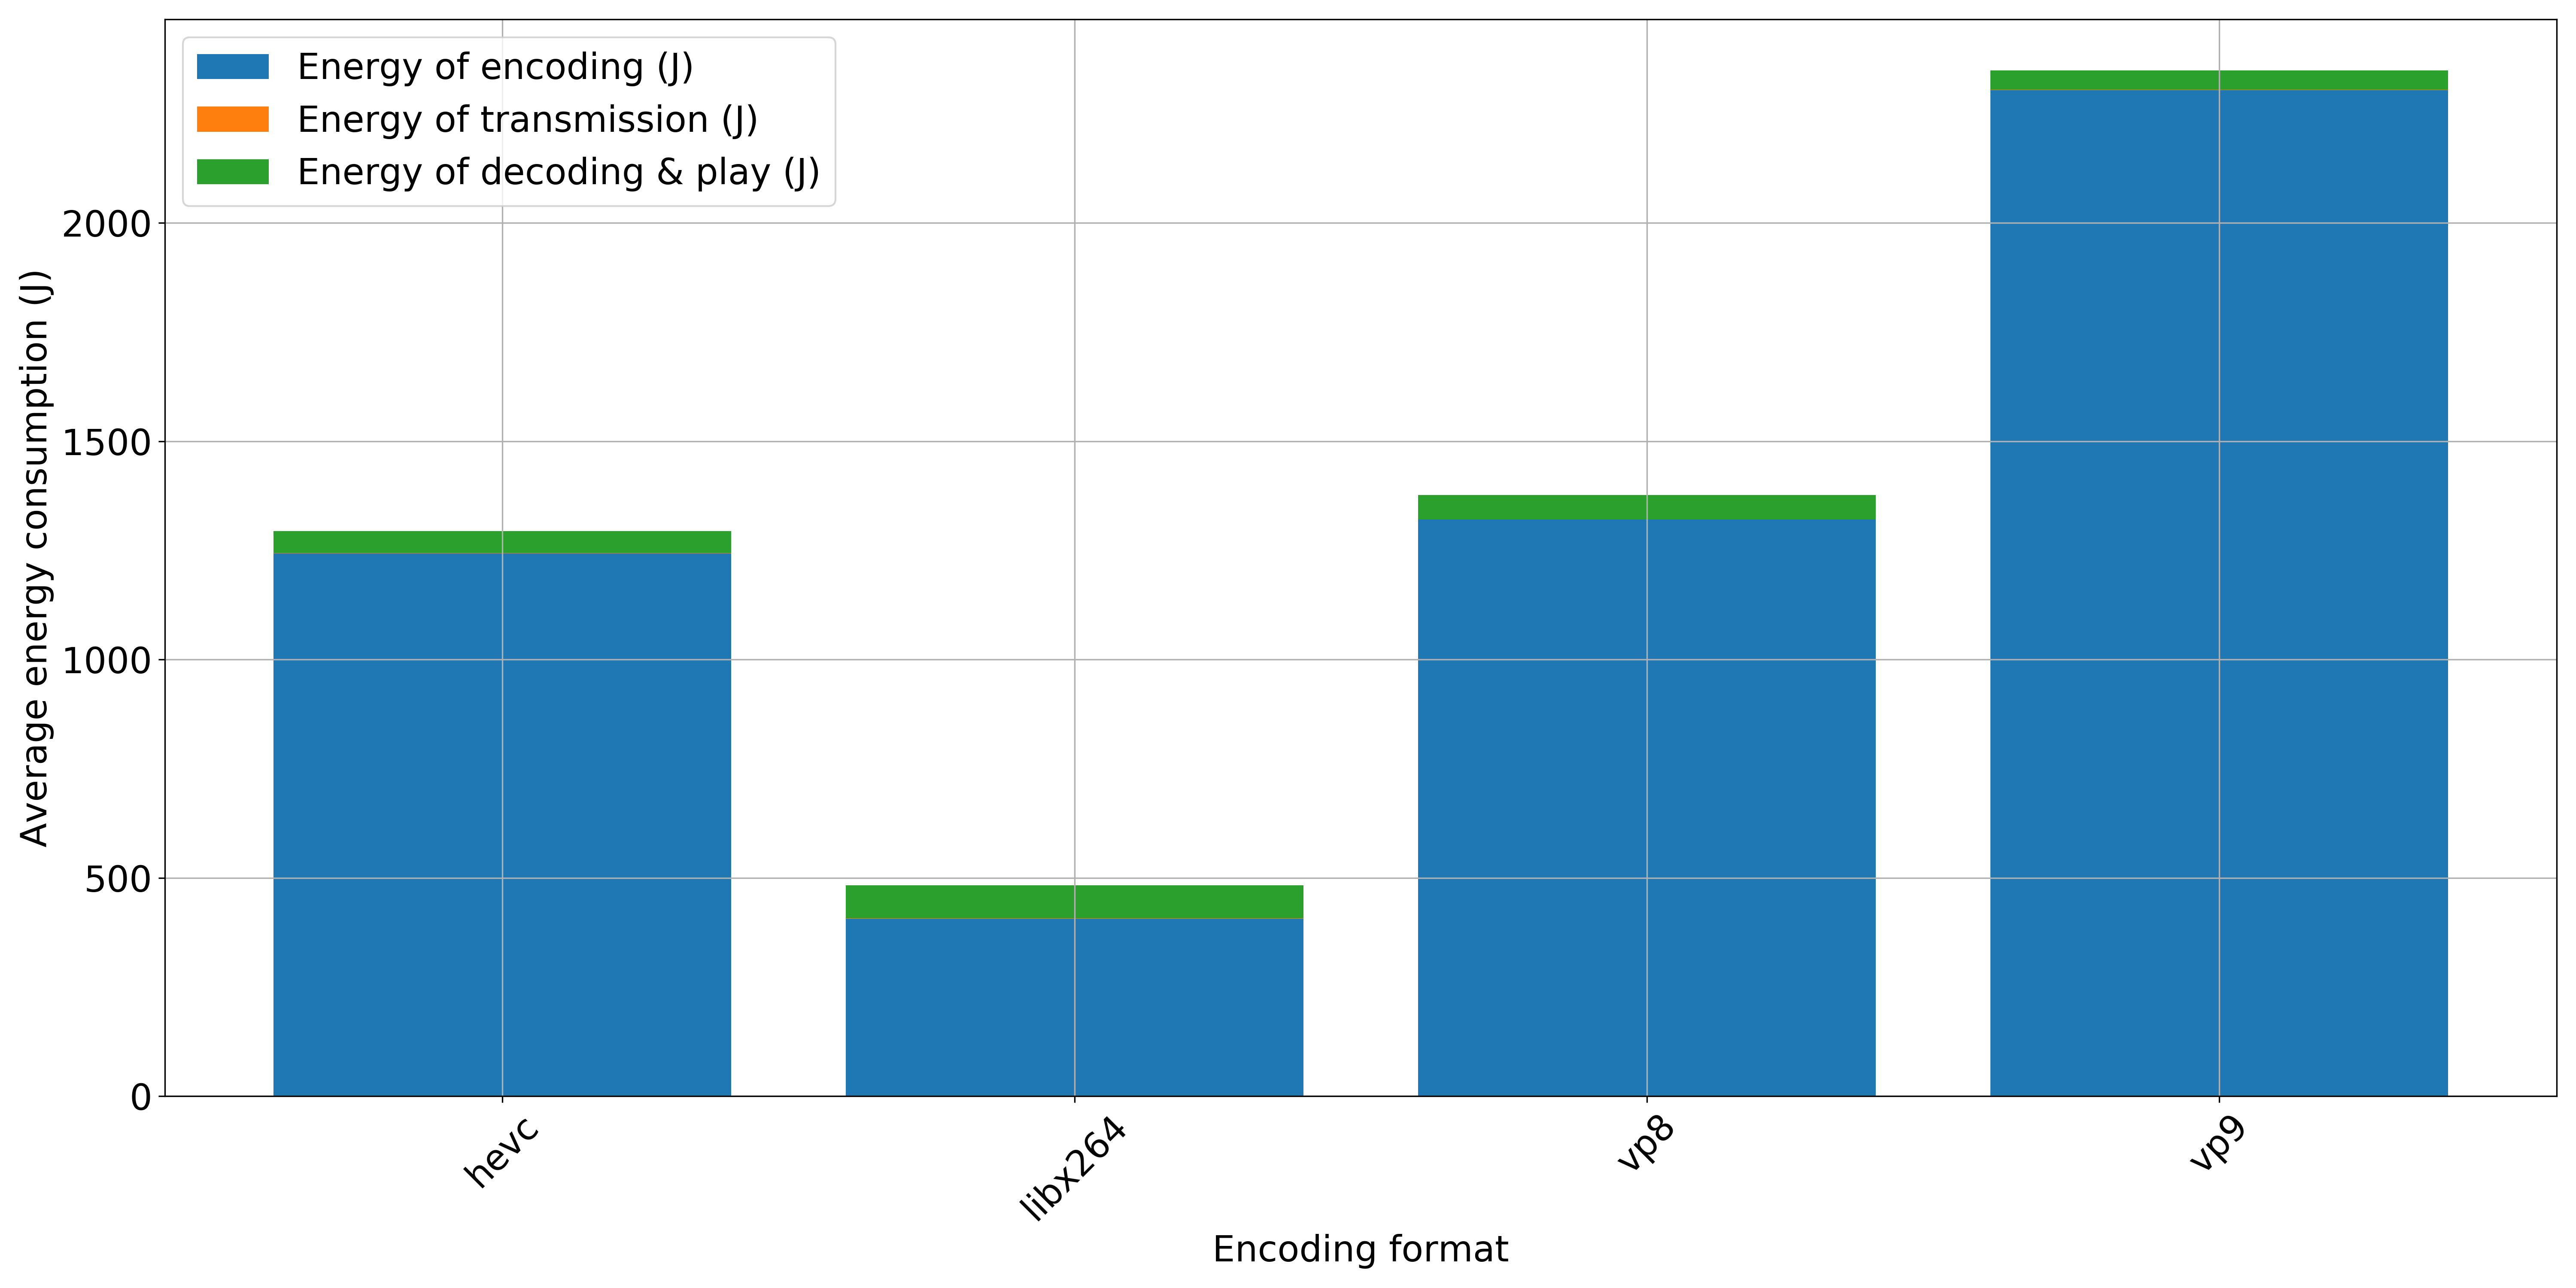 Energy of encoding (J)
Energy of transmission (J)
Energy of decoding & play (J)
Average energy consumption (J)
2000
1500
1000
500
0
hevc
libx264
vp8
vp9
Encoding format